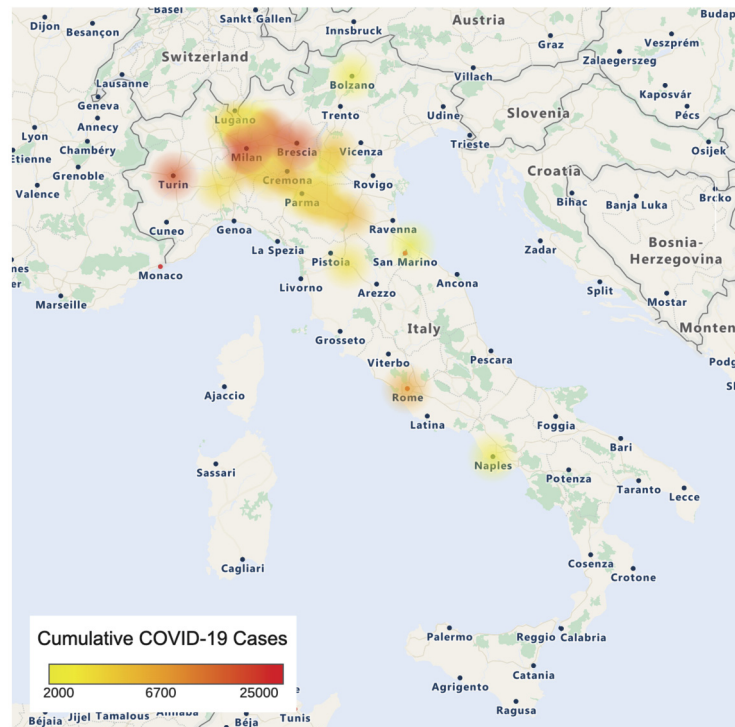 Dijon
Besançon
Basel
Sankt Gallen
Innsbruck
Austria
Graz
Budap
Veszprém
Zalaegerszeg
Switzerland
Lausanne
Geneva
Annecy
Lyon
Chambéry
Etienne
Grenoble
Valence
Bolzano
Villach
Kaposvár
Pécs
Lugano
Trento
Udine
Slovenia
Trieste
Osijek
Milan
Brescia
Vicenza
Cremona
Turin
Parma
Rovigo
Croatia
Bihac
Banja Luka
Brcko
Cuneo
Genoa
La Spezia
Ravenna
Bosnia-
Herzegovina
Zadar
Monaco
Pistoia
San Marino
Marseille
Livorno
Arezzo
Ancona
Split
Mostar
Grosseto
Italy
Monten
Viterbo
Pescara
Podg
Ajaccio
Rome
Latina
Foggia
Bari
Sassari
Naples
Potenza
Taranto
Lecce
Cagliari
Cosenza
Crotone
Palermo
Reggio Calabria
Catania
Agrigento
Ragusa
Cumulative COVID-19 Cases
2000 6700 25000
Béjaia
Jijel
Tamalous
Annaba
Béja
Tunis